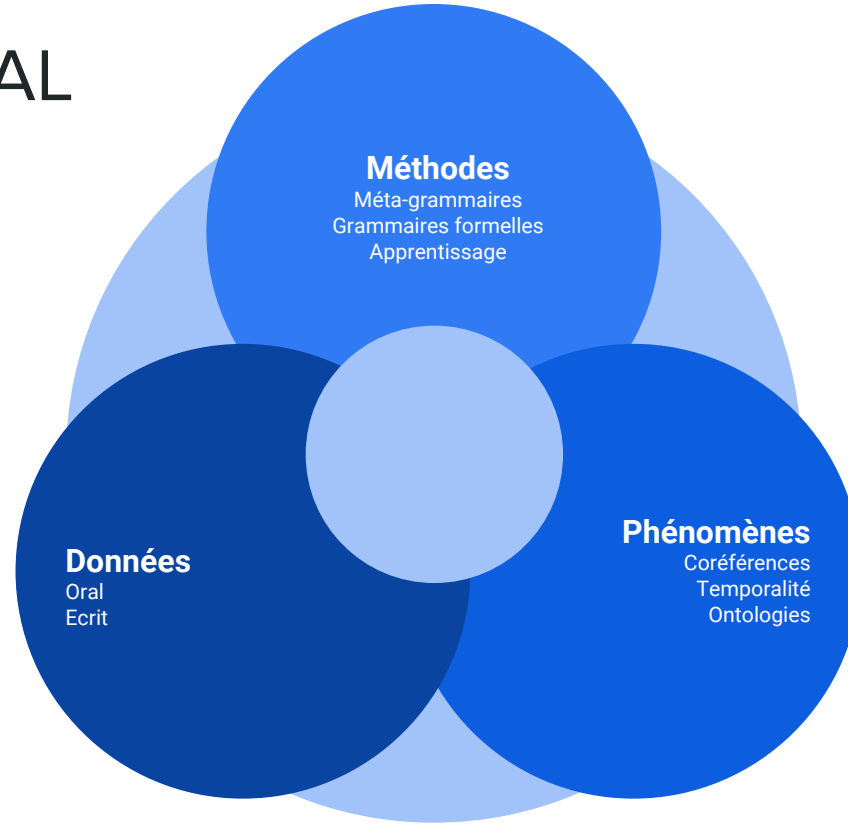 AL
Méthodes
Méta-grammaires
Grammaires formelles
Apprentissage
Données
Oral
Ecrit
Phénomènes
Coréférences
Temporalité
Ontologies